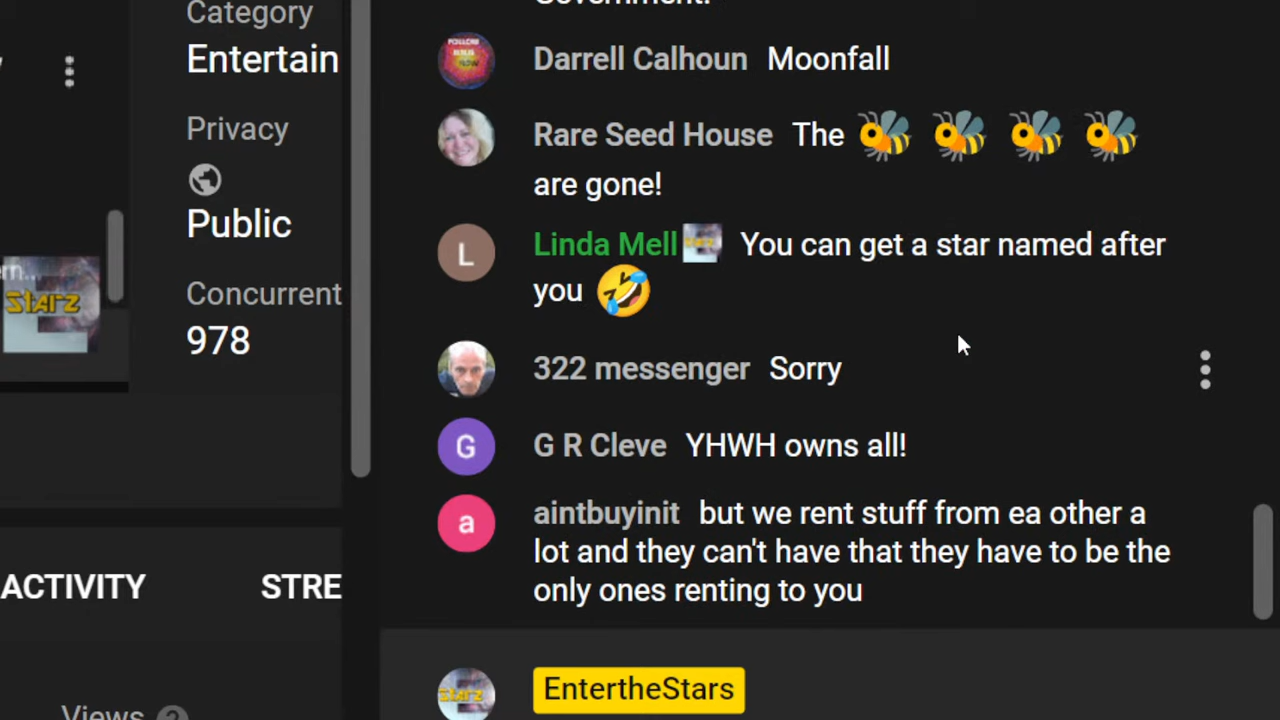 Category
Entertain
Privacy
Public
Concurrent
978
Starz
ACTIVITY STRE
Views
Government!
Darrell Calhoun Moonfall
Rare Seed House The 🐝 🐝 🐝 🐝
are gone!
Linda Mell You can get a star named after
you 🤣
322 messenger Sorry
G G R Cleve YHWH owns all!
a aintbuyinit but we rent stuff from ea other a
lot and they can't have that they have to be the
only ones renting to you
EntertheStars